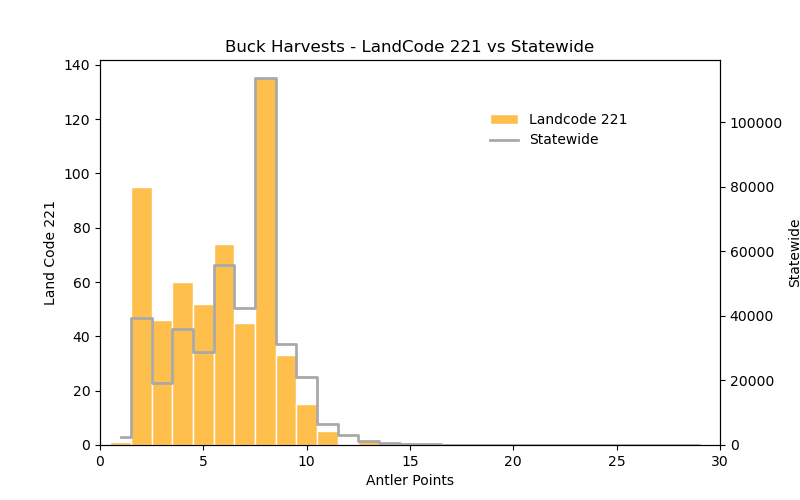 Buck Harvests - LandCode 221 vs Statewide
140
120
100
80
60
40
20
0
Land Code 221
Landcode 221
Statewide
100000
80000
60000
40000
20000
0
Statewide
0 5 10 15 20 25 30
Antler Points